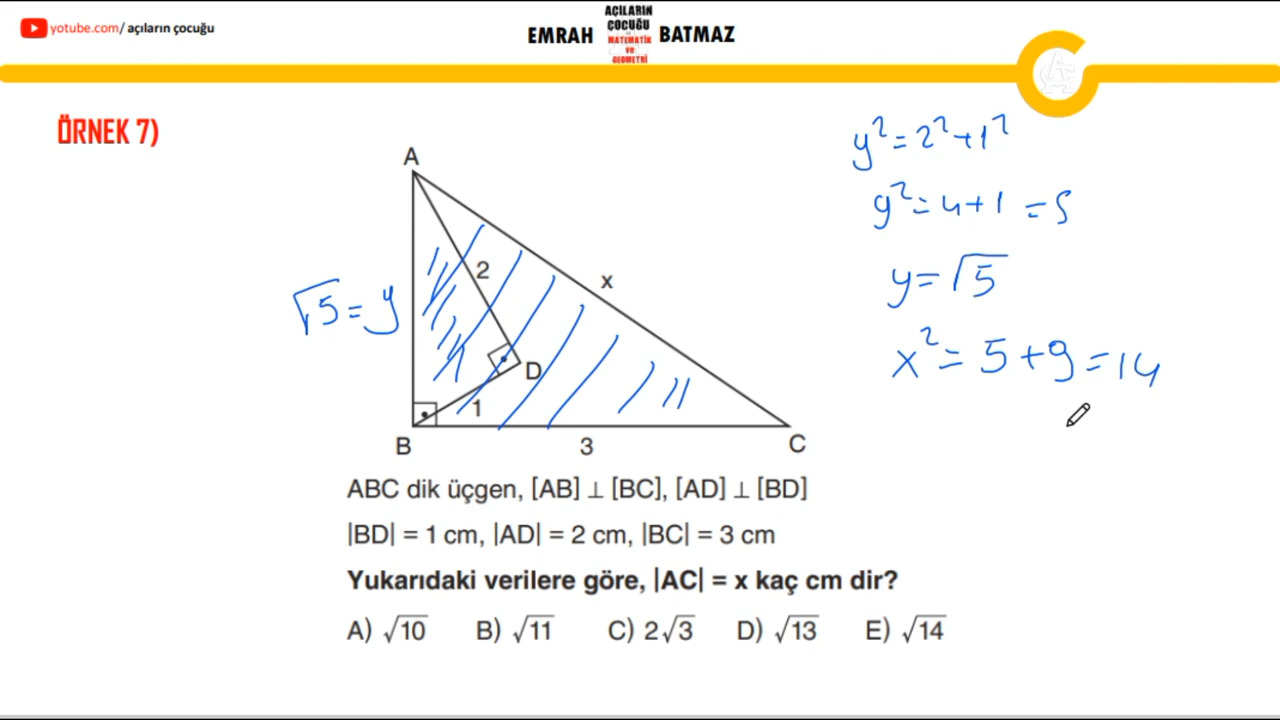 yotube.com/ açıların çocuğu
EMRAH
AÇILARIN
ÇOCUĞU
MATEMATİK
ve
GEOMETRİ
BATMAZ
ÖRNEK 7)
y² = 2² + 1²
y² = 4 + 1 = 5
y = √5
x² = 5 + 9 = 14
A
2
x
√5 = y
D
1
B
3
C
ABC dik üçgen, [AB] ⊥ [BC], [AD] ⊥ [BD]
|BD| = 1 cm, |AD| = 2 cm, |BC| = 3 cm
Yukarıdaki verilere göre, |AC| = x kaç cm dir?
A) √10 B) √11 C) 2√3 D) √13 E) √14